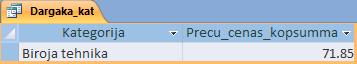 Dargaka_kat
Kategorija Precu_cenas_kopsumma
Biroja tehnika 71.85